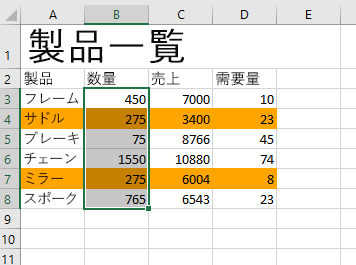 A B C D E
1 製品一覧
2 製品 数量 売上 需要量
3 フレーム 450 7000 10
4 サドル 275 3400 23
5 ブレーキ 75 8766 45
6 チェーン 1550 10880 74
7 ミラー 275 6004 8
8 スポーク 765 6543 23
9
10
11